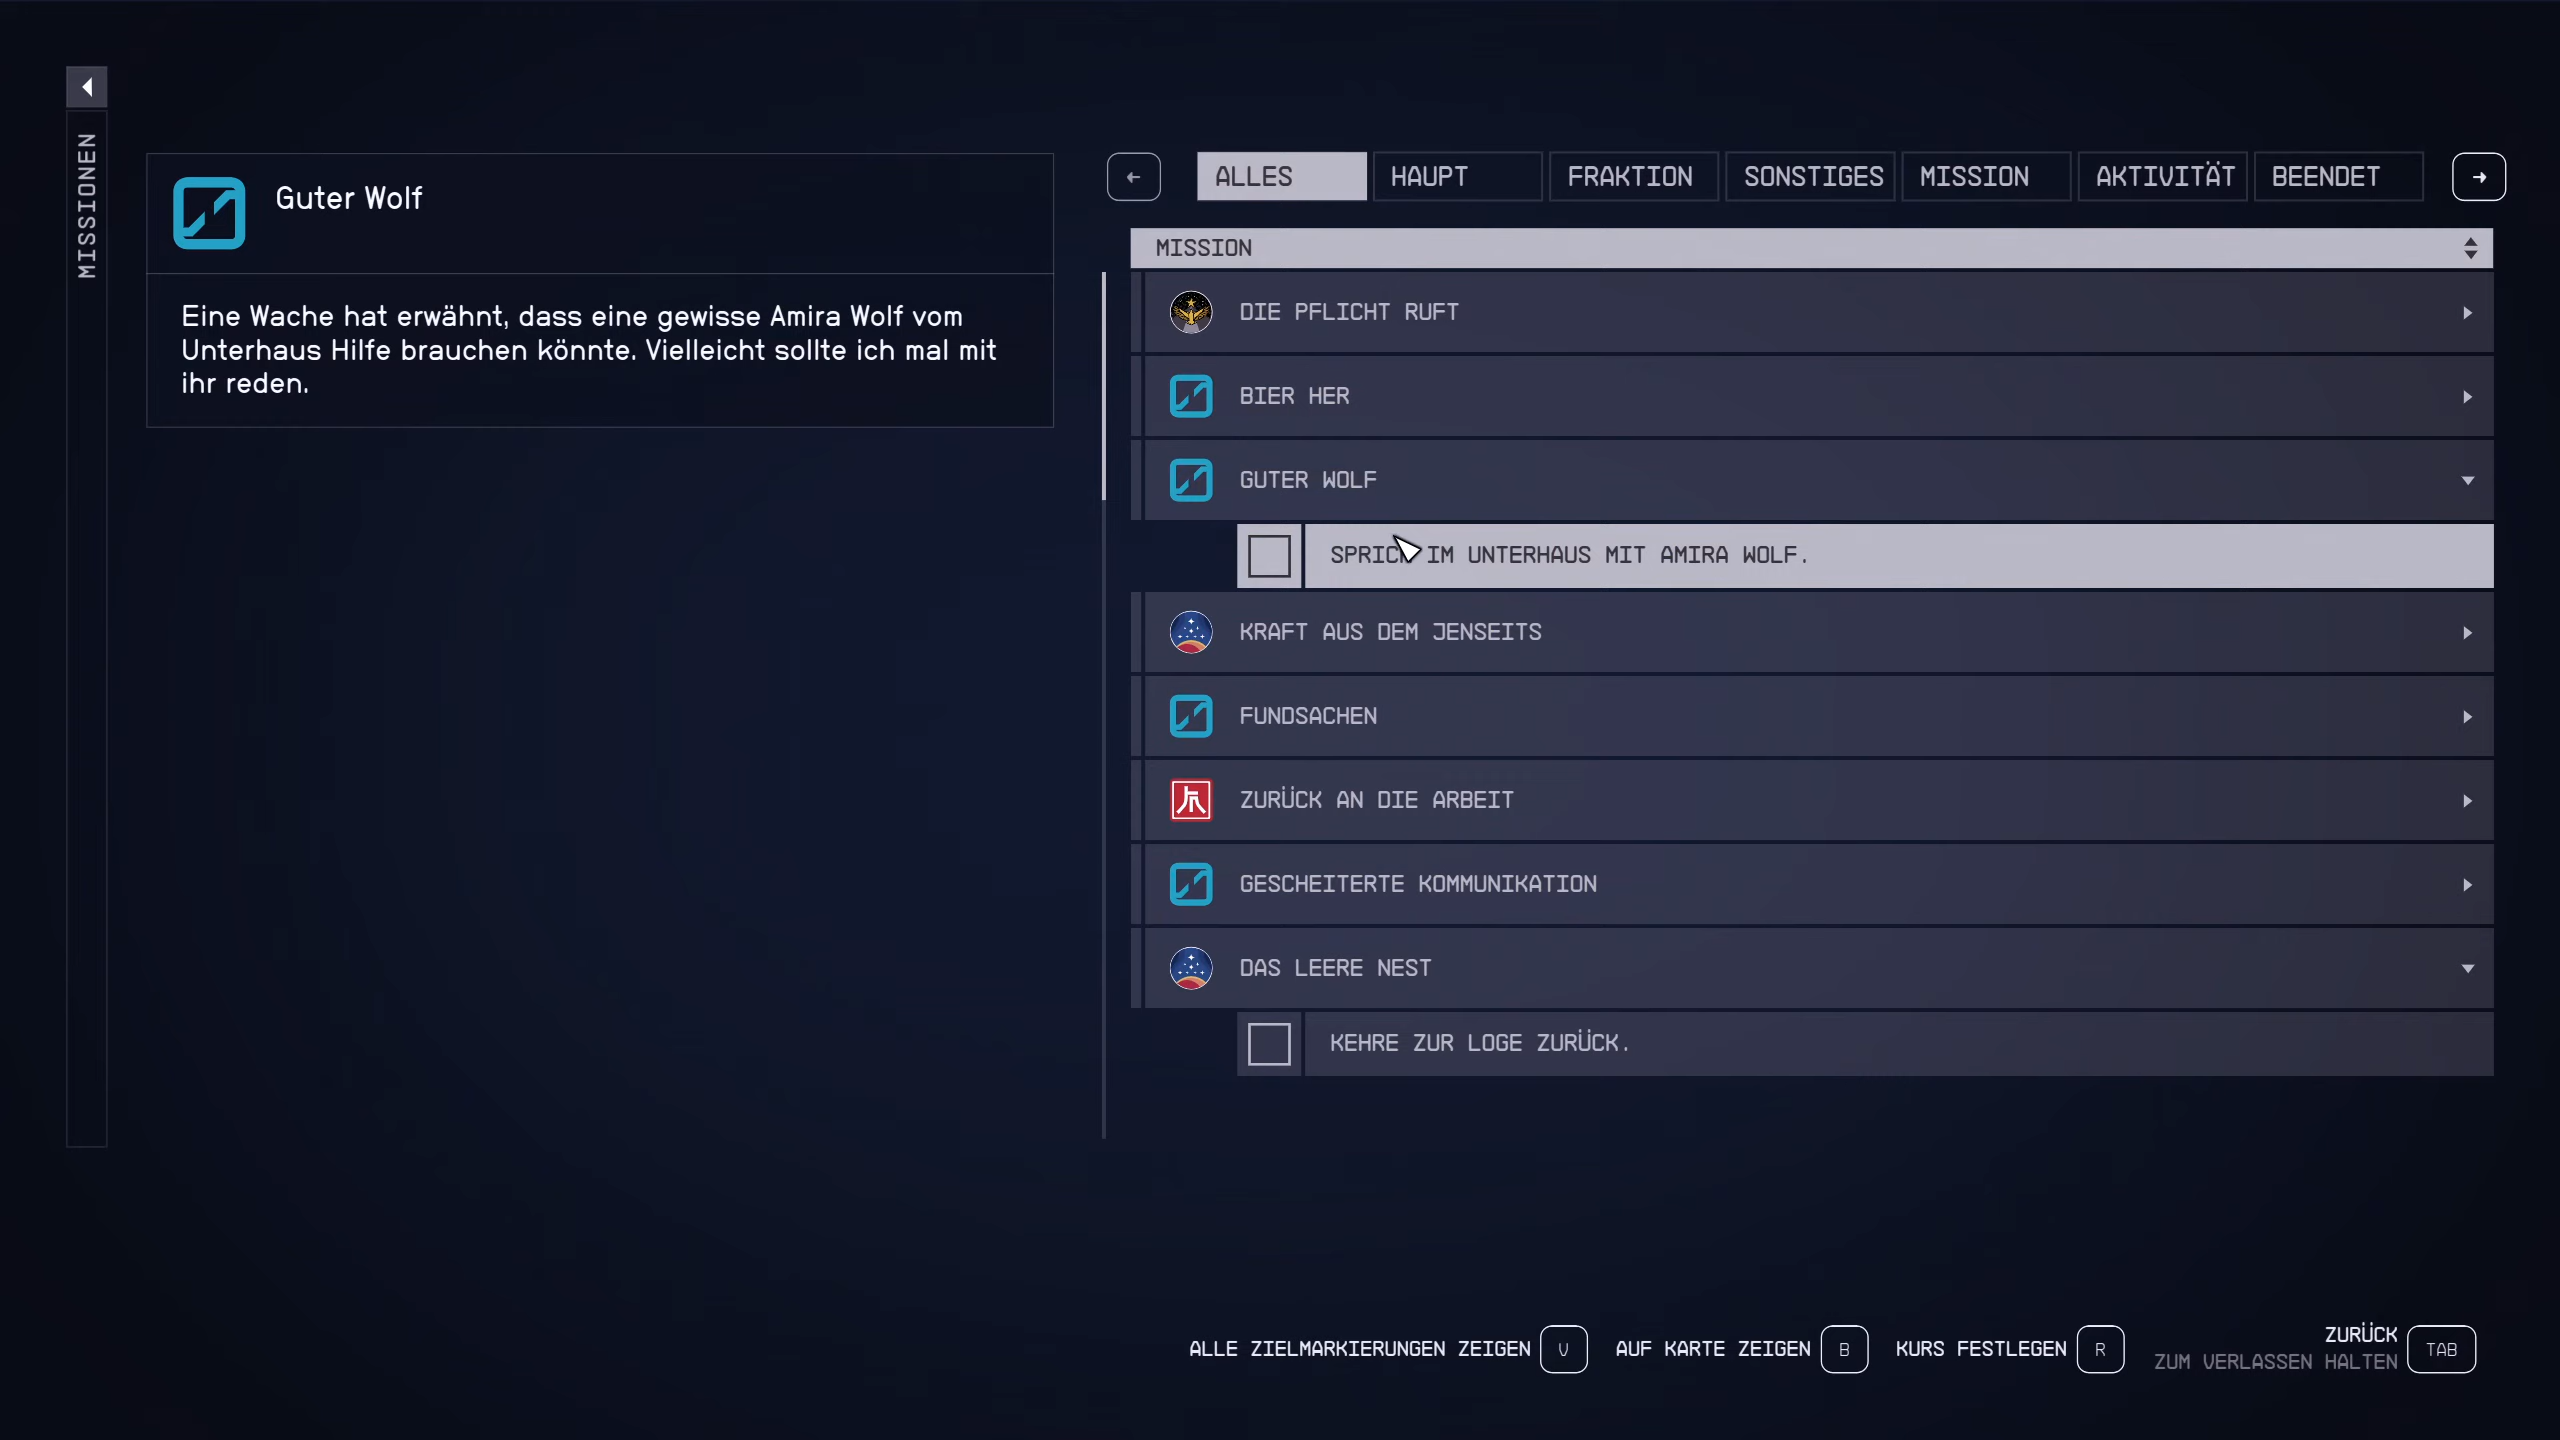 MISSIONEN
Guter Wolf
Eine Wache hat erwähnt, dass eine gewisse Amira Wolf vom
Unterhaus Hilfe brauchen könnte. Vielleicht sollte ich mal mit
ihr reden.
ALLES HAUPT FRAKTION SONSTIGES MISSION AKTIVITÄT BEENDET
MISSION
DIE PFLICHT RUFT
BIER HER
GUTER WOLF
IM UNTERHAUS MIT AMIRA WOLF.
KRAFT AUS DEM JENSEITS
FUNDSACHEN
ZURÜCK AN DIE ARBEIT
GESCHEITERTE KOMMUNIKATION
DAS LEERE NEST
KEHRE ZUR LOGE ZURÜCK.
ALLE ZIELMARKIERUNGEN ZEIGEN V AUF KARTE ZEIGEN B KURS FESTLEGEN R ZURÜCK TAB
ZUM VERLASSEN HALTEN